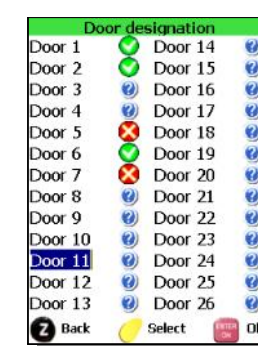 Door designation
Door 1 Door 14
Door 2 Door 15
Door 3 Door 16
Door 4 Door 17
Door 5 Door 18
Door 6 Door 19
Door 7 Door 20
Door 8 Door 21
Door 9 Door 22
Door 10 Door 23
Door 11 Door 24
Door 12 Door 25
Door 13 Door 26
Z Back Select ENTER ON